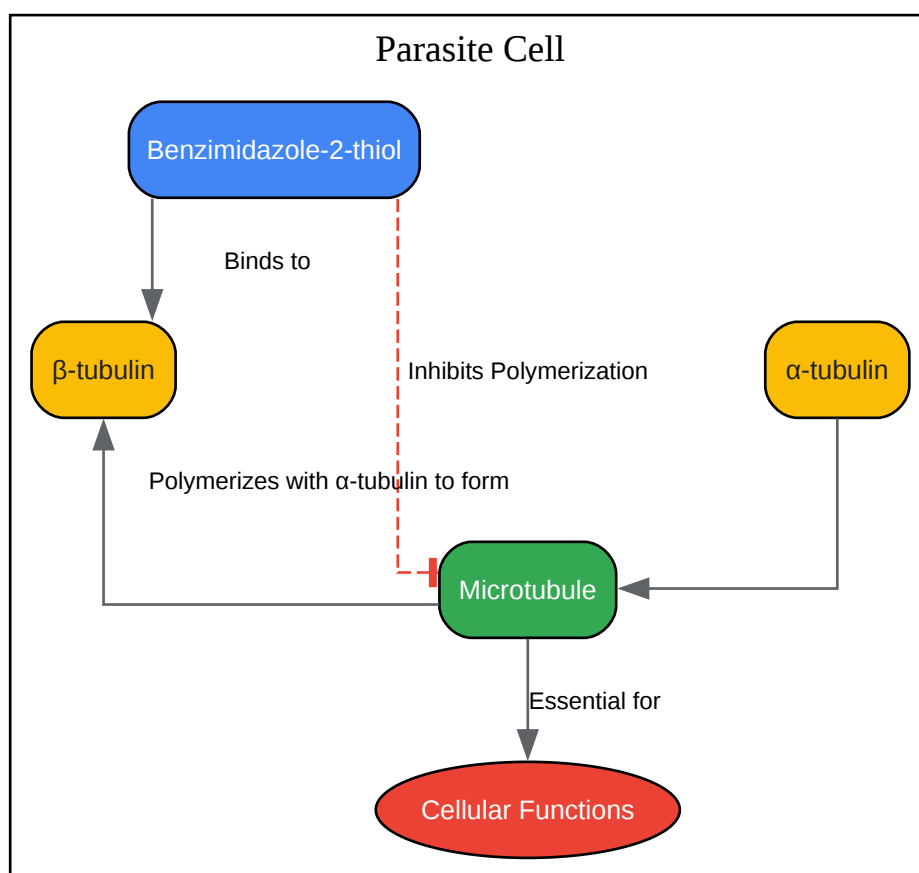 Parasite Cell
Benzimidazole-2-thiol
Binds to
β-tubulin
Inhibits Polymerization
α-tubulin
Polymerizes with α-tubulin to form
Microtubule
Essential for
Cellular Functions